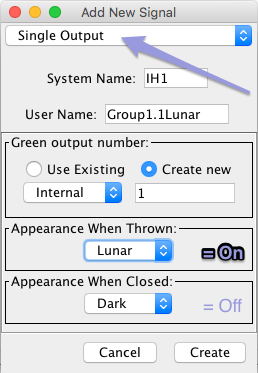 Add New Signal
Single Output
System Name: IH1
User Name: Group1.1Lunar
Green output number:
Use Existing Create new
Internal 1
Appearance When Thrown:
Lunar = On
Appearance When Closed:
Dark = Off
Cancel Create